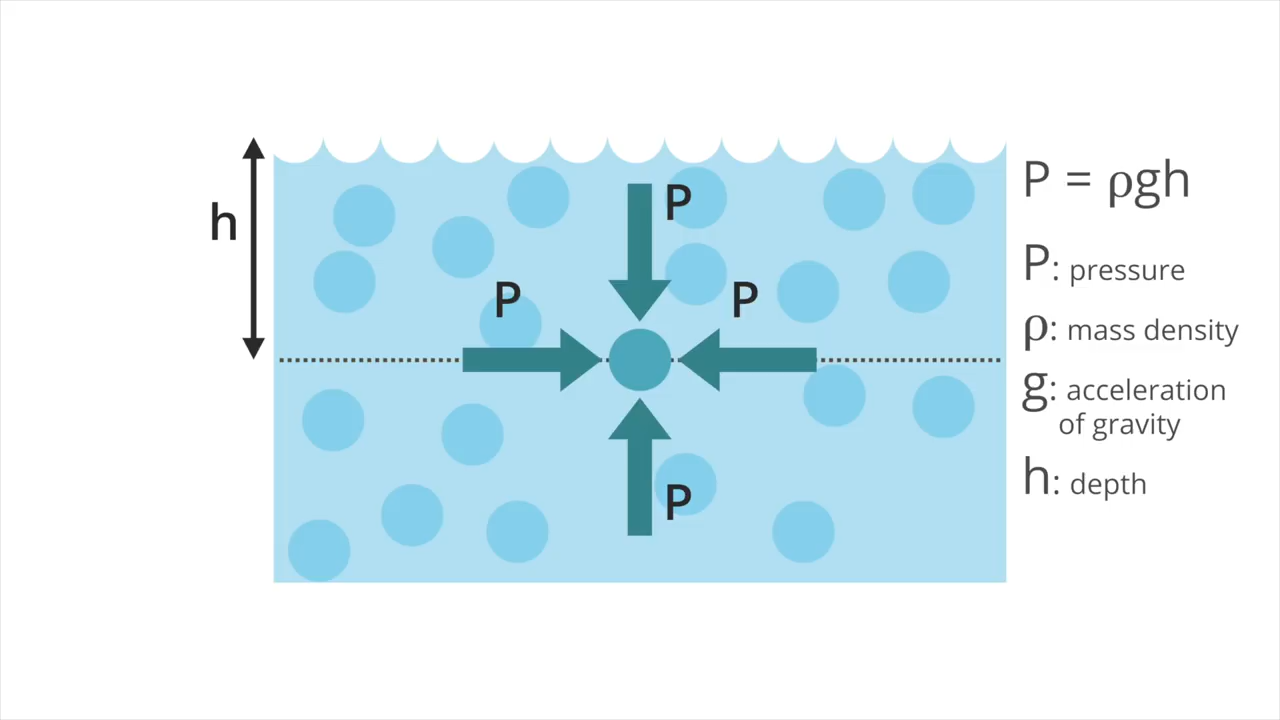 h
P
P
P
P
P = ρgh
P: pressure
ρ: mass density
g: acceleration
of gravity
h: depth